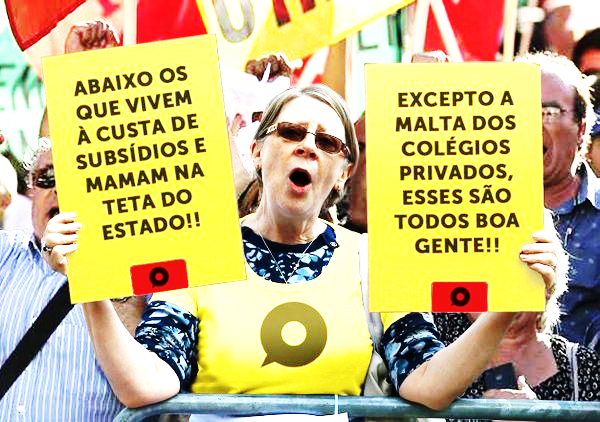 ABAIXO OS
QUE VIVEM
À CUSTA DE
SUBSÍDIOS E
MAMAM NA
TETA DO
ESTADO!!
EXCEPTO A
MALTA DOS
COLÉGIOS
PRIVADOS,
ESSES SÃO
TODOS BOA
GENTE!!